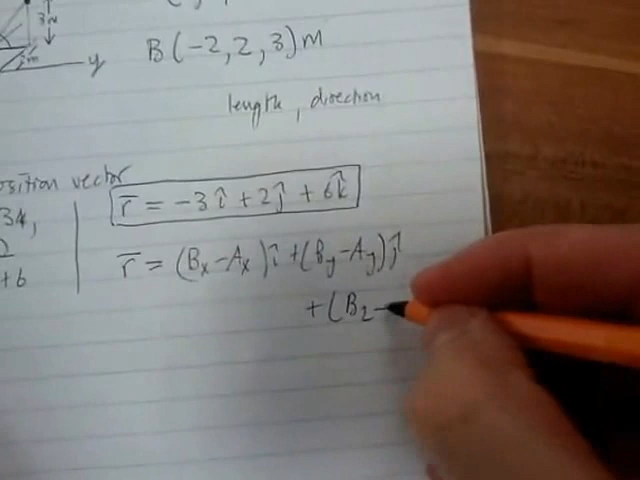 3m
y
B(-2, 2, 3)m
length, direction
osition vector
r̅ = -3î + 2ĵ + 6k̂
r̅ = (Bx - Ax)î + (By - Ay)ĵ
+ (Bz -
34,
2
+6